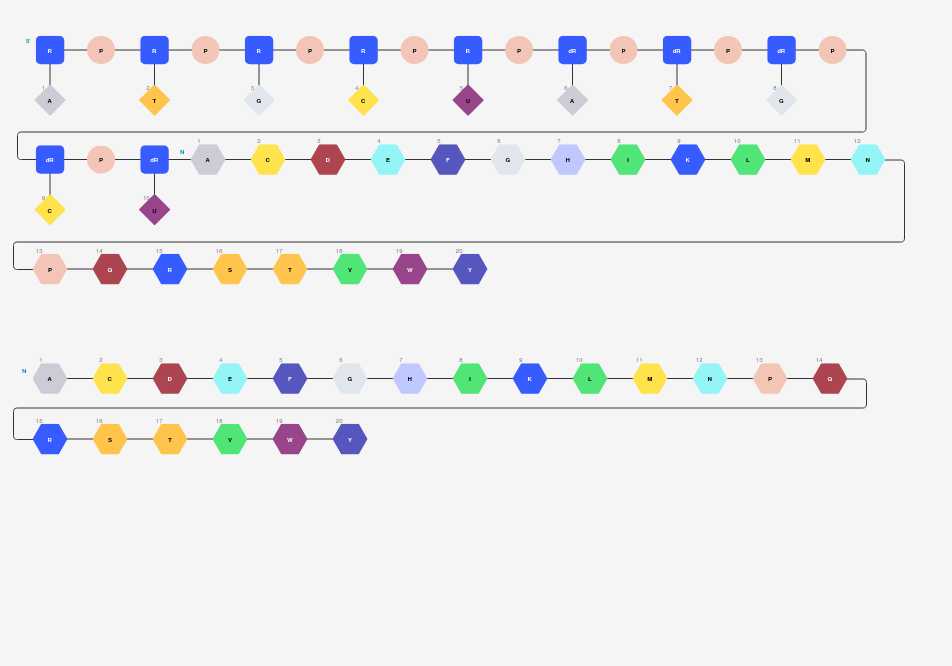 5' R P R P R P R P R P dR P dR P dR P
1 2 3 4 5 6 7 8
A T G C U A T G
dR P dR N 1 2 3 4 5 6 7 8 9 10 11 12
A C D E F G H I K L M N
9 10
C U
13 14 15 16 17 18 19 20
P Q R S T V W Y
1 2 3 4 5 6 7 8 9 10 11 12 13 14
N A C D E F G H I K L M N P Q
15 16 17 18 19 20
R S T V W Y